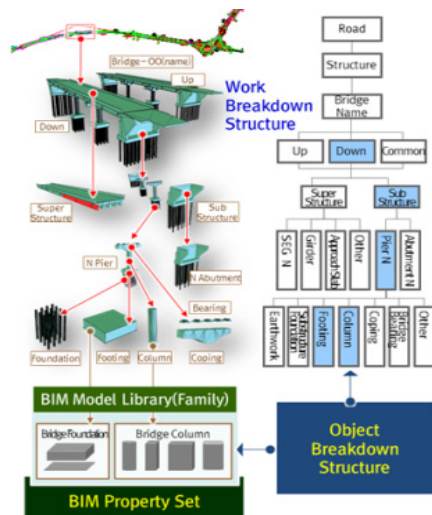 Bridge - OO(name)
Up
Down
Work
Breakdown
Structure
Super
Structure
Sub
Structure
N Pier
N Abutment
Bearing
Foundation
Footing
Column
Coping
BIM Model Library(Family)
Bridge Foundation
Bridge Column
BIM Property Set
Road
Structure
Bridge
Name
Up
Down
Common
Super
Structure
Sub
Structure
SEG N
Girder
Approach Slab
Other
Pier N
Abutment N
Earthwork
Substructure
Foundation
Footing
Column
Coping
Bridge
Other
Object
Breakdown
Structure